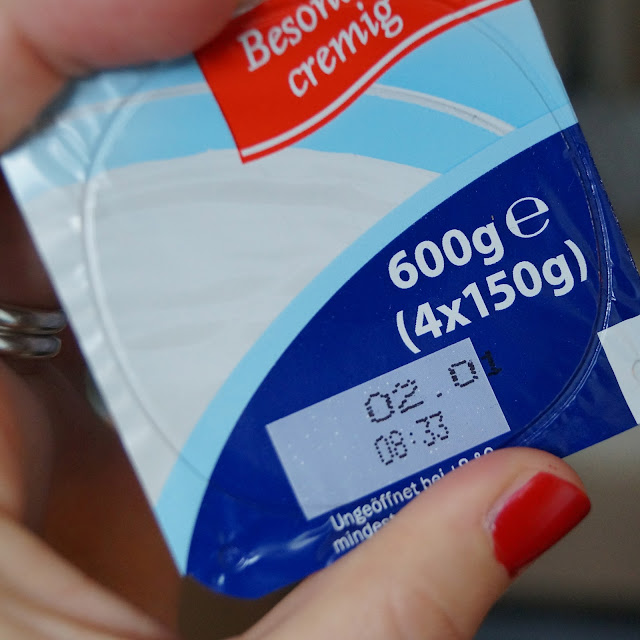 cremig
600g e
(4x150g)
02.01
08:33
Ungeöffnet bei